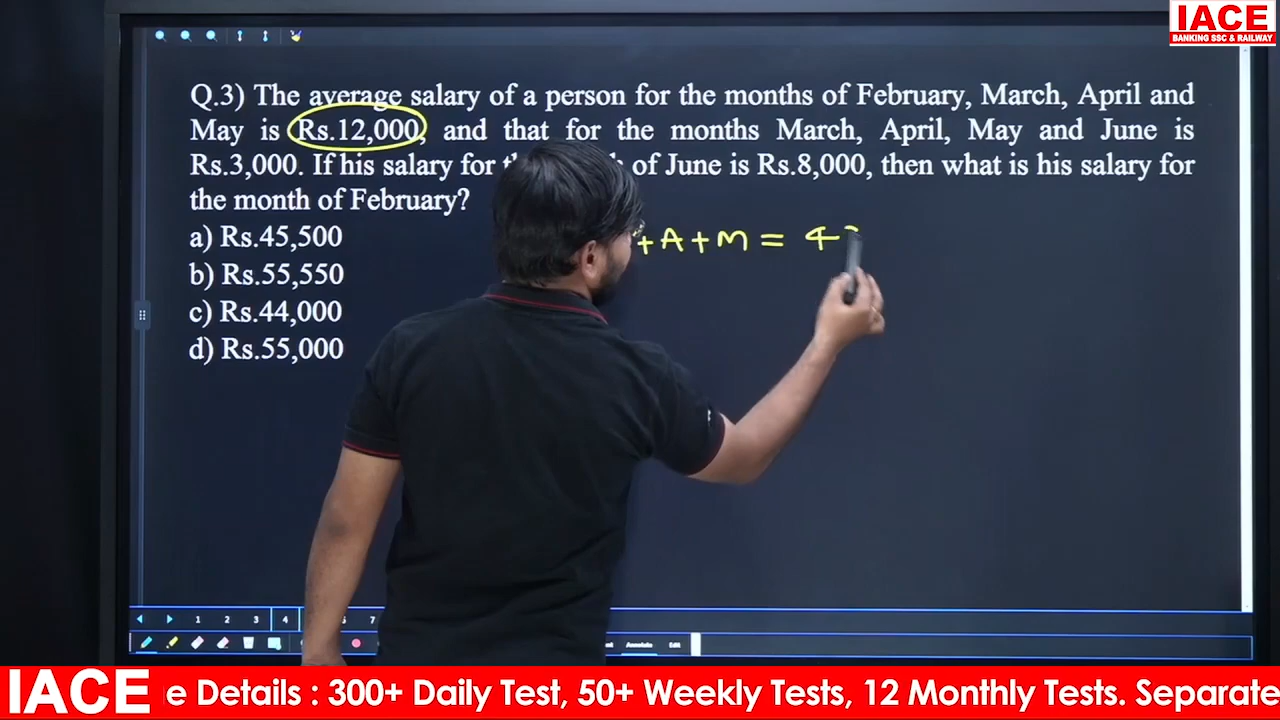 IACE
BANKING SSC & RAILWAY
Q.3) The average salary of a person for the months of February, March, April and
May is Rs.12,000, and that for the months March, April, May and June is
Rs.3,000. If his salary for of June is Rs.8,000, then what is his salary for
the month of February?
+A+M = 4
a) Rs.45,500
b) Rs.55,550
c) Rs.44,000
d) Rs.55,000
1 2 3 4 7
Annotate Edit
IACE e Details : 300+ Daily Test, 50+ Weekly Tests, 12 Monthly Tests. Separate